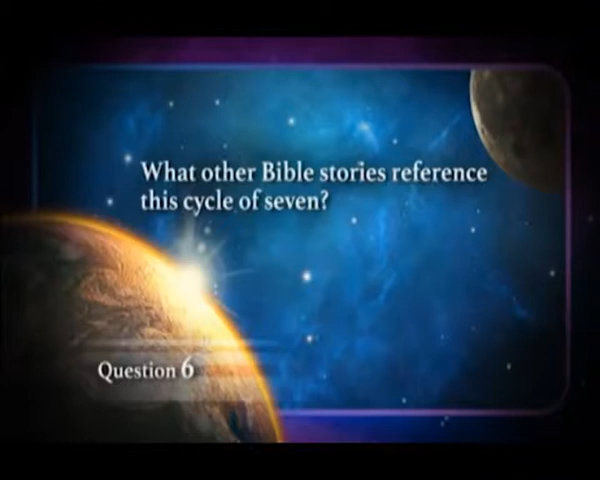 What other Bible stories reference
this cycle of seven?
Question 6